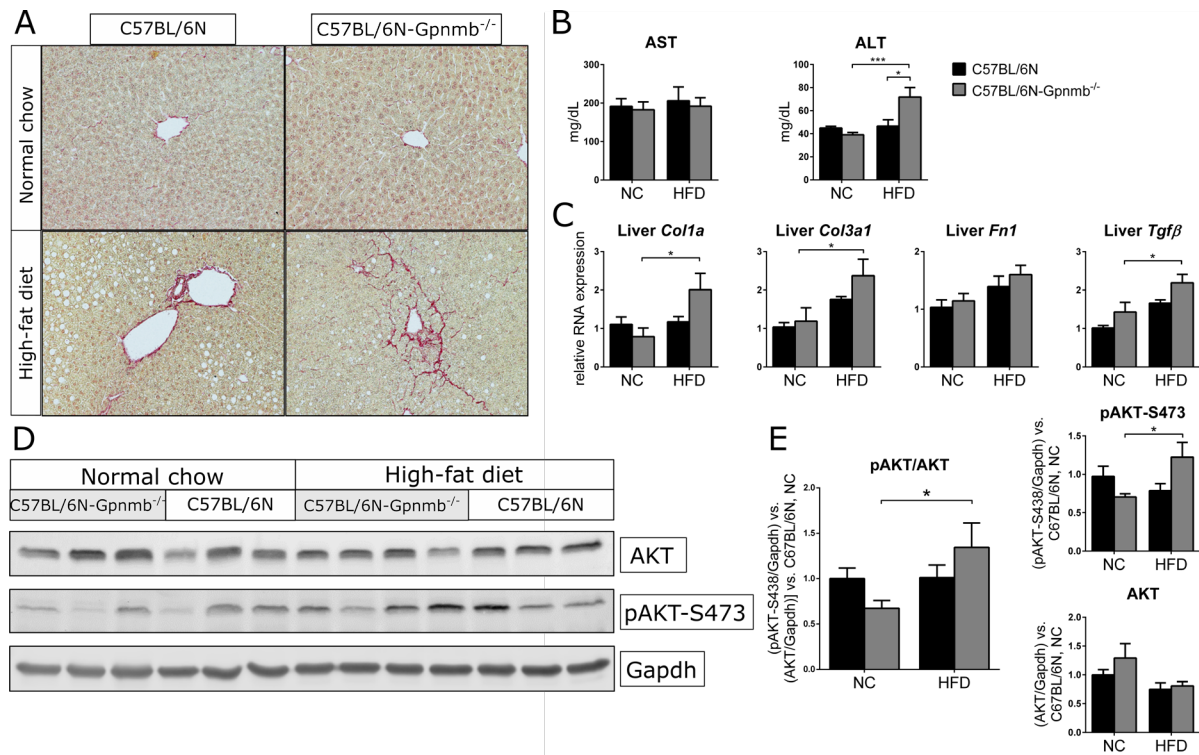 A
C57BL/6N
C57BL/6N-Gpnmb-/-
Normal chow
High-fat diet
B
AST
mg/dL
300
200
100
0
NC
HFD
ALT
mg/dL
100
80
60
40
20
0
***
*
NC
HFD
C57BL/6N
C57BL/6N-Gpnmb-/-
C
relative RNA expression
Liver Col1a
3
2
1
0
*
NC
HFD
Liver Col3a1
3
2
1
0
*
NC
HFD
Liver Fn1
2
1
0
NC
HFD
Liver Tgfβ
3
2
1
0
*
NC
HFD
D
Normal chow
High-fat diet
C57BL/6N-Gpnmb-/-
C57BL/6N
C57BL/6N-Gpnmb-/-
C57BL/6N
AKT
pAKT-S473
Gapdh
E
pAKT/AKT
(pAKT-S438/Gapdh) vs.
(AKT/Gapdh)] vs. C67BL/6N, NC
2.0
1.5
1.0
0.5
0.0
*
NC
HFD
pAKT-S473
(pAKT-S438/Gapdh) vs.
C67BL/6N, NC
1.5
1.0
0.5
0.0
*
NC
HFD
AKT
(AKT/Gapdh) vs.
C67BL/6N, NC
2.0
1.5
1.0
0.5
0.0
NC
HFD